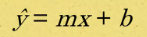 ŷ = mx + b